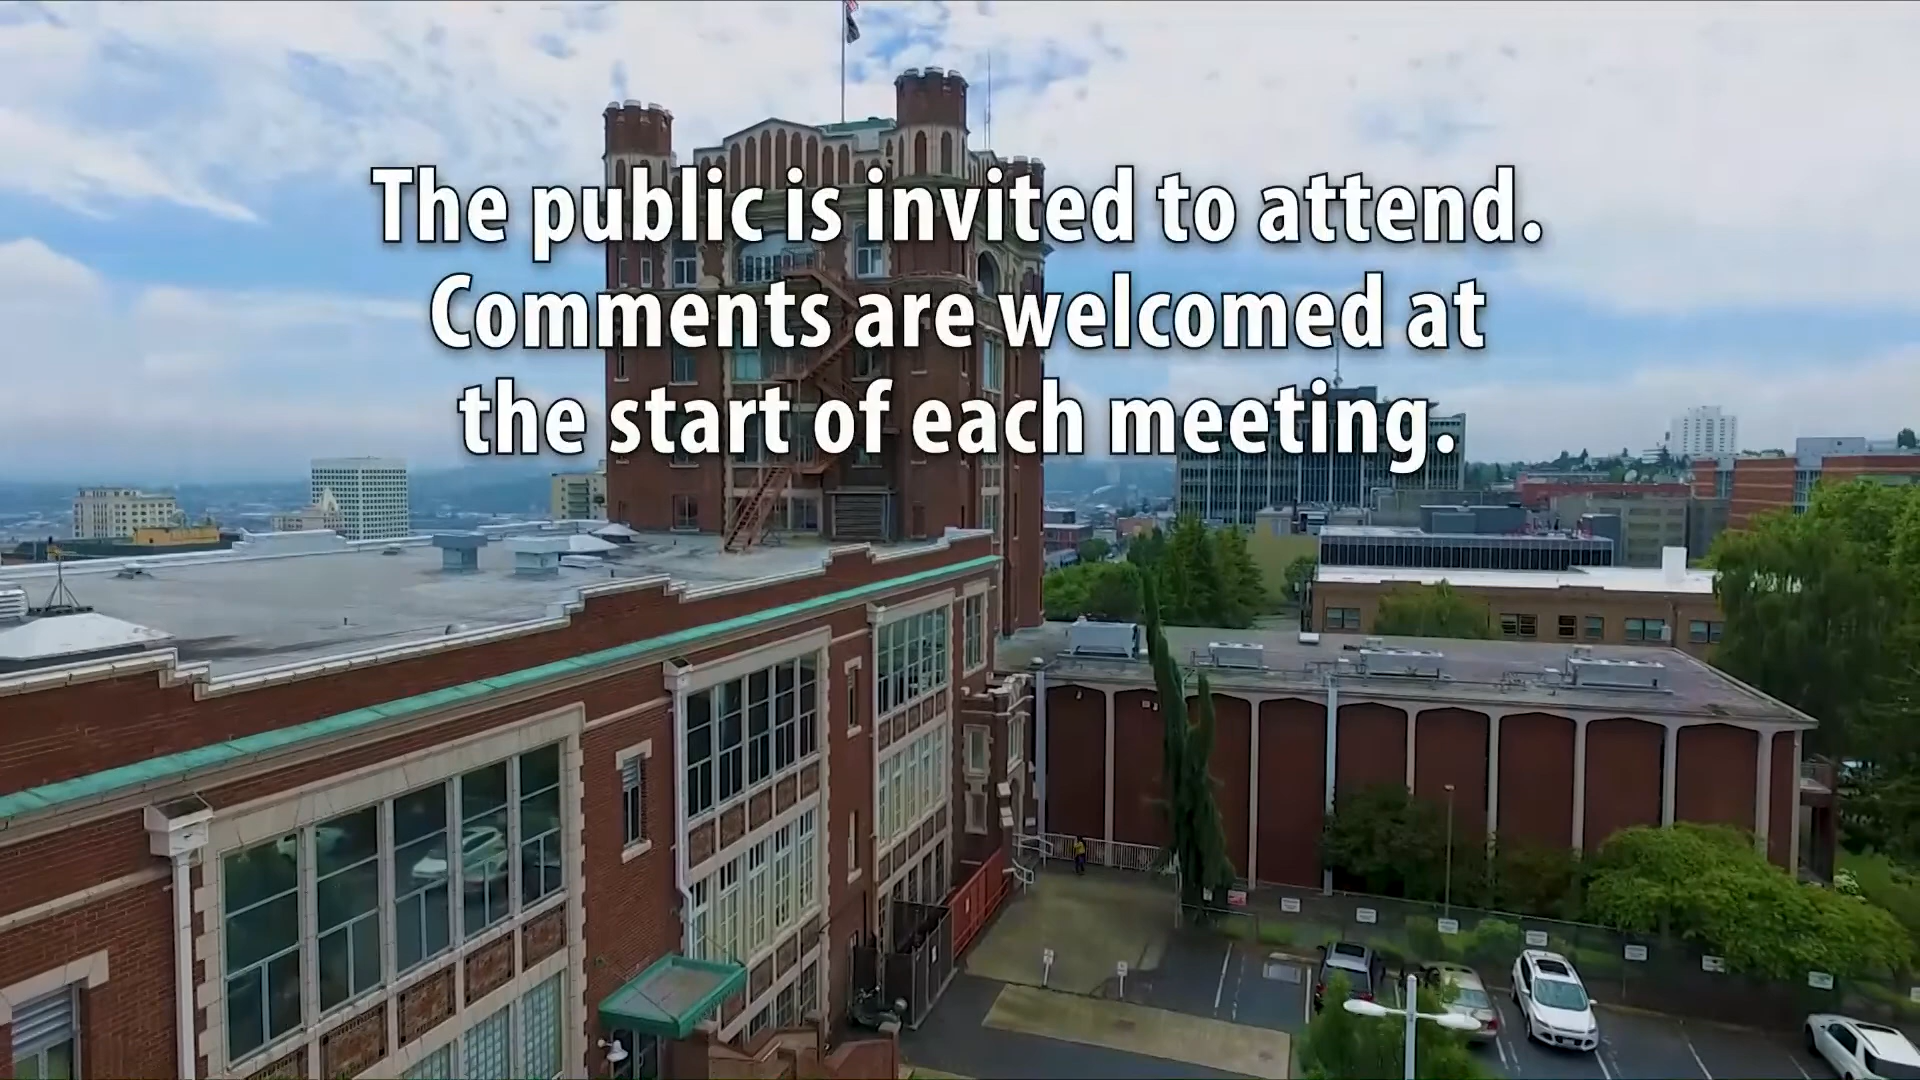 The public is invited to attend.
Comments are welcomed at
the start of each meeting.